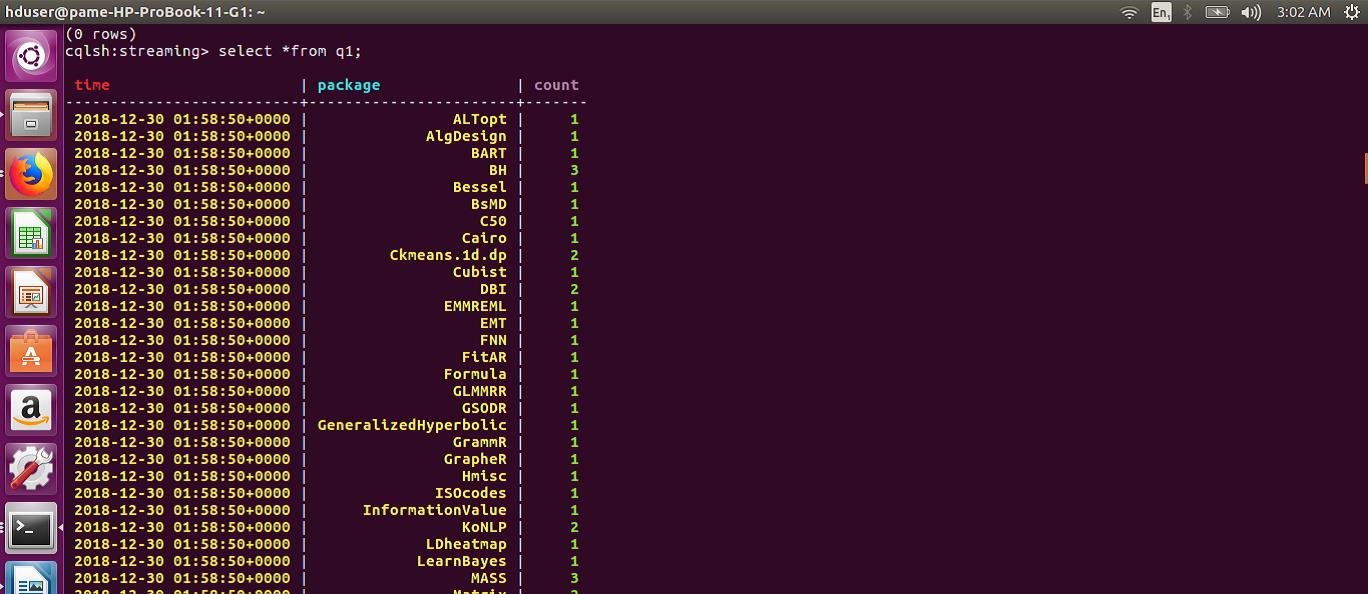 hduser@pame-HP-ProBook-11-G1: ~ En1 3:02 AM
(0 rows)
cqlsh:streaming> select *from q1;
time | package | count
--------------------------+-----------------------+-------
2018-12-30 01:58:50+0000 | ALTopt | 1
2018-12-30 01:58:50+0000 | AlgDesign | 1
2018-12-30 01:58:50+0000 | BART | 1
2018-12-30 01:58:50+0000 | BH | 3
2018-12-30 01:58:50+0000 | Bessel | 1
2018-12-30 01:58:50+0000 | BsMD | 1
2018-12-30 01:58:50+0000 | C50 | 1
2018-12-30 01:58:50+0000 | Cairo | 1
2018-12-30 01:58:50+0000 | Ckmeans.1d.dp | 2
2018-12-30 01:58:50+0000 | Cubist | 1
2018-12-30 01:58:50+0000 | DBI | 2
2018-12-30 01:58:50+0000 | EMMREML | 1
2018-12-30 01:58:50+0000 | EMT | 1
2018-12-30 01:58:50+0000 | FNN | 1
2018-12-30 01:58:50+0000 | FitAR | 1
2018-12-30 01:58:50+0000 | Formula | 1
2018-12-30 01:58:50+0000 | GLMMRR | 1
2018-12-30 01:58:50+0000 | GSODR | 1
2018-12-30 01:58:50+0000 | GeneralizedHyperbolic | 1
2018-12-30 01:58:50+0000 | GrammR | 1
2018-12-30 01:58:50+0000 | GrapheR | 1
2018-12-30 01:58:50+0000 | Hmisc | 1
2018-12-30 01:58:50+0000 | ISOcodes | 1
2018-12-30 01:58:50+0000 | InformationValue | 1
2018-12-30 01:58:50+0000 | KoNLP | 2
2018-12-30 01:58:50+0000 | LDheatmap | 1
2018-12-30 01:58:50+0000 | LearnBayes | 1
2018-12-30 01:58:50+0000 | MASS | 3